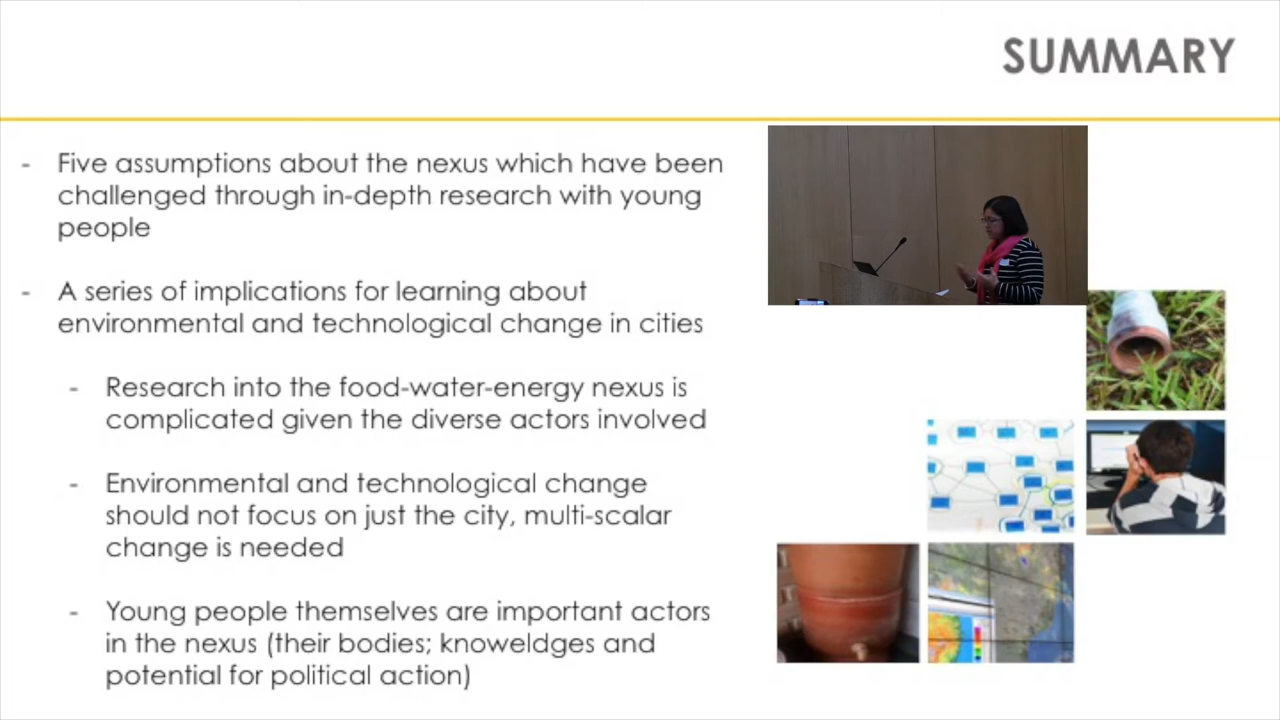 SUMMARY
- Five assumptions about the nexus which have been
challenged through in-depth research with young
people
- A series of implications for learning about
environmental and technological change in cities
- Research into the food-water-energy nexus is
complicated given the diverse actors involved
- Environmental and technological change
should not focus on just the city, multi-scalar
change is needed
- Young people themselves are important actors
in the nexus (their bodies; knoweldges and
potential for political action)